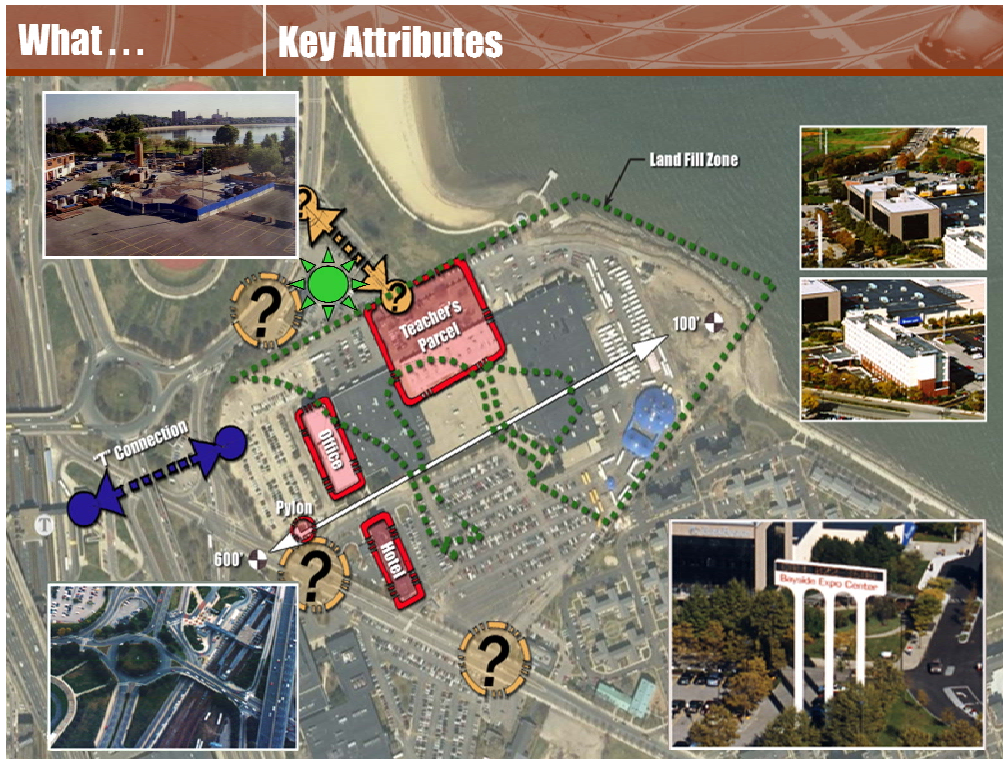 What . . .
Key Attributes
Land Fill Zone
?
?
?
Teacher's
Parcel
100'
Office
"T" Connection
T
Pylon
600'
?
Hotel
?
Bayside Expo Center